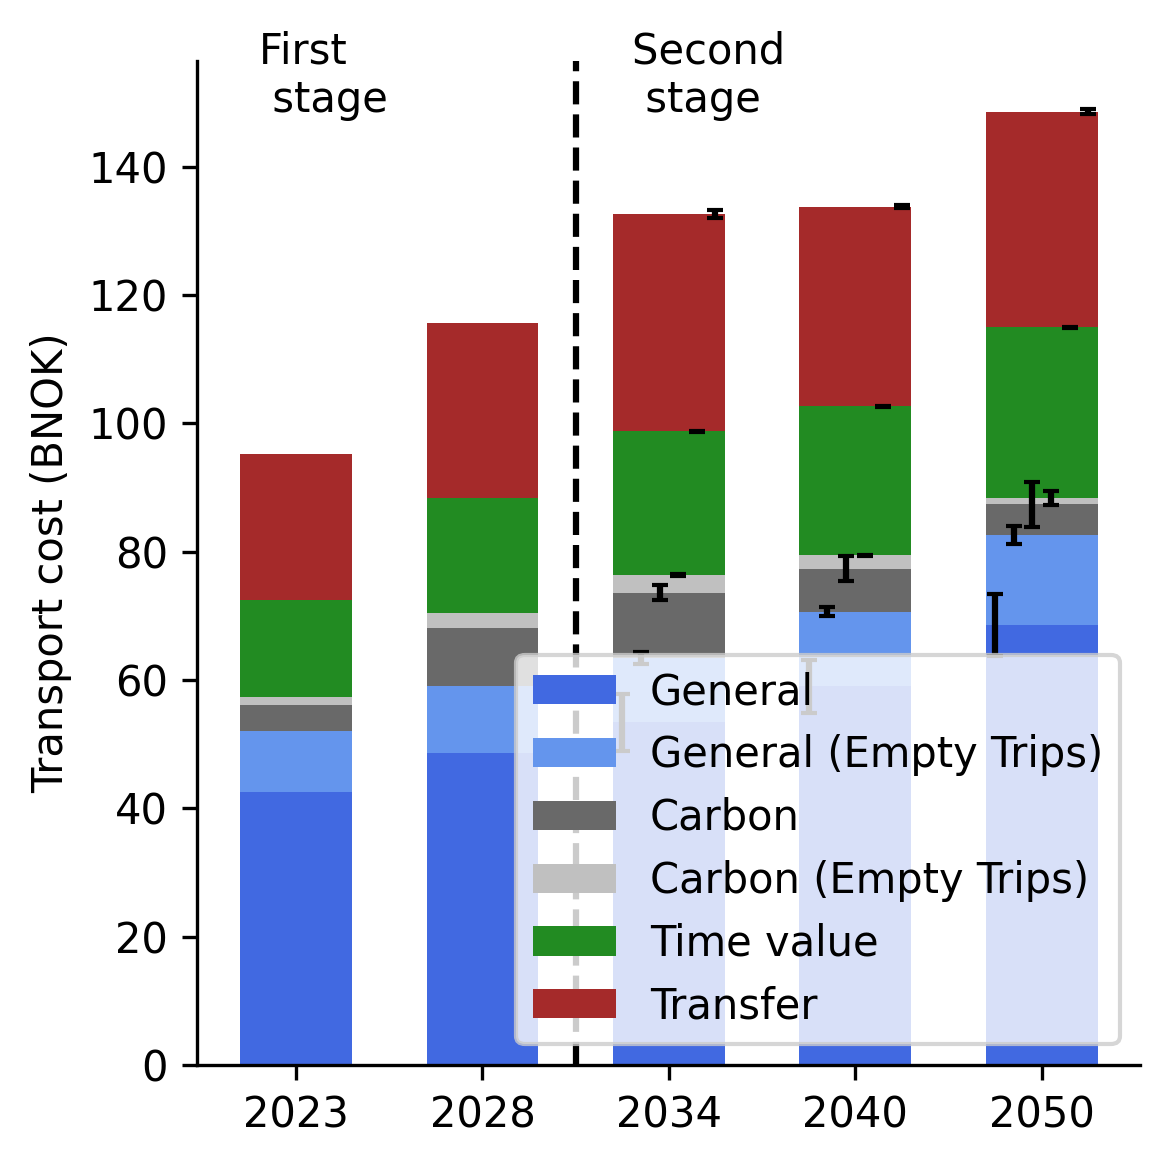 First
stage
Second
stage
Transport cost (BNOK)
140
120
100
80
60
40
20
0
General
General (Empty Trips)
Carbon
Carbon (Empty Trips)
Time value
Transfer
2023
2028
2034
2040
2050